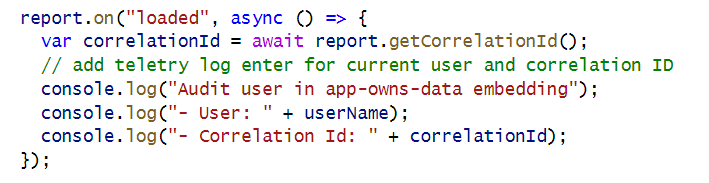 report.on("loaded", async () => {
  var correlationId = await report.getCorrelationId();
  // add teletry log enter for current user and correlation ID
  console.log("Audit user in app-owns-data embedding");
  console.log("- User: " + userName);
  console.log("- Correlation Id: " + correlationId);
});